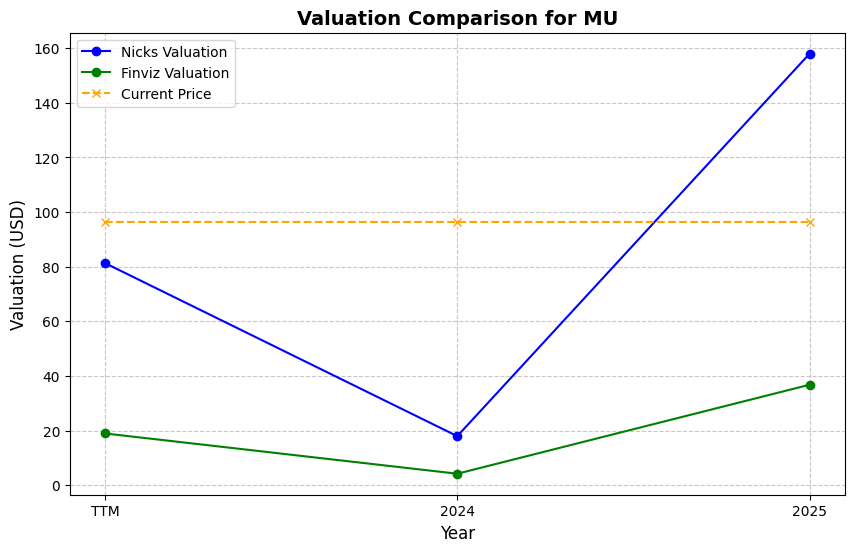 Valuation Comparison for MU
Nicks Valuation
Finviz Valuation
Current Price
Valuation (USD)
160
140
120
100
80
60
40
20
0
TTM
2024
2025
Year